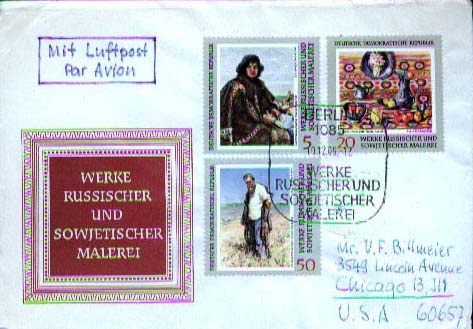 Mit Luftpost
Par Avion
DEUTSCHE DEMOKRATISCHE REPUBLIK
5
WERKE RUSSISCHER UND
SOWJETISCHER MALEREI
DEUTSCHE DEMOKRATISCHE REPUBLIK
20
WERKE RUSSISCHER UND
SOWJETISCHER MALEREI
BERLIN
1085
WERKE
RUSSISCHER UND
SOWJETISCHER
MALEREI
WERKE
RUSSISCHER
UND
SOWJETISCHER
MALEREI
DEUTSCHE DEMOKRATISCHE REPUBLIK
50
WERKE RUSSISCHER UND
SOWJETISCHER MALEREI
Mr. V. F. Billmeier
3549 Lincoln Avenue
Chicago 13, Ill
U.S.A 60657